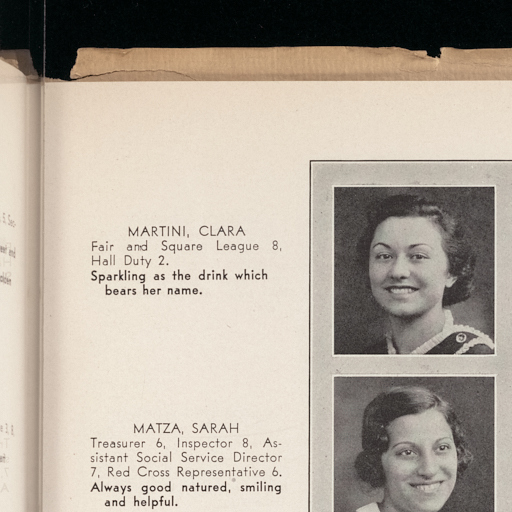 MARTINI, CLARA
Fair and Square League 8,
Hall Duty 2.
Sparkling as the drink which
bears her name.
MATZA, SARAH
Treasurer 6, Inspector 8, As-
sistant Social Service Director
7, Red Cross Representative 6.
Always good natured, smiling
and helpful.